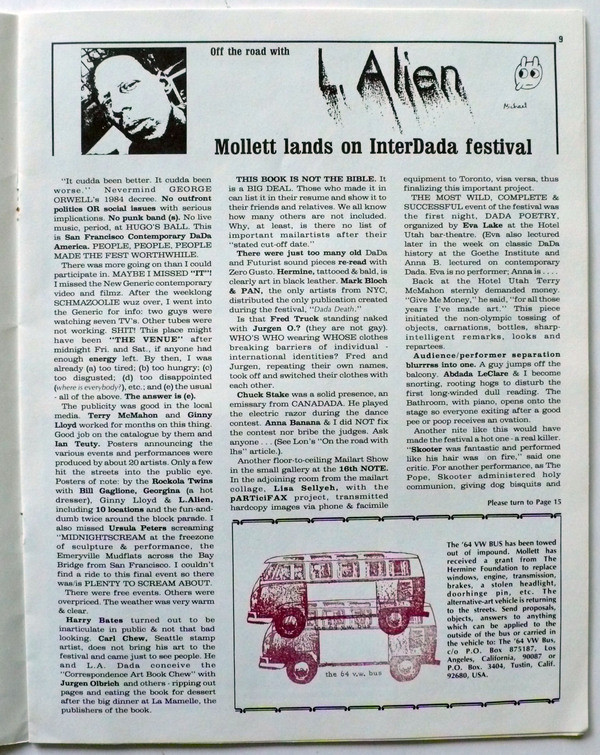 9
Off the road with
L. Alien
Michael
Mollett lands on InterDada festival
"It cudda been better. It cudda been
worse." Nevermind GEORGE
ORWELL's 1984 decree. No outfront
politics OR social issues with serious
implications. No punk band (s). No live
music, period, at HUGO'S BALL. This
is San Francisco Contemporary DaDa
America. PEOPLE, PEOPLE, PEOPLE
MADE THE FEST WORTHWHILE.
There was more going on than I could
participate in. MAYBE I MISSED "IT"!
I missed the New Generic contemporary
video and filmz. After the weeklong
SCHMAZOOLIE wuz over, I went into
the Generic for info: two guys were
watching seven TV's. Other tubes were
not working. SHIT! This place might
have been "THE VENUE" after
midnight Fri. and Sat., if anyone had
enough energy left. By then, I was
already (a) too tired; (b) too hungry; (c)
too disgusted; (d) too disappointed
(where is everybody?), etc.; and (e) the usual
- all of the above. The answer is (e).
The publicity was good in the local
media. Terry McMahon and Ginny
Lloyd worked for months on this thing.
Good job on the catalogue by them and
Ian Teuty. Posters announcing the
various events and performances were
produced by about 20 artists. Only a few
hit the streets into the public eye.
Posters of note: by the Rockola Twins
with Bill Gaglione, Georgina (a hot
dresser), Ginny Lloyd & L.Alien,
including 10 locations and the fun-and-
dumb twice around the block parade. I
also missed Ursula Peters screaming
"MIDNIGHTSCREAM at the freezone
of sculpture & performance, the
Emeryville Mudflats across the Bay
Bridge from San Francisco. I couldn't
find a ride to this final event so there
was/is PLENTY TO SCREAM ABOUT.
There were free events. Others were
overpriced. The weather was very warm
& clear.
Harry Bates turned out to be
inarticulate in public & not that bad
looking. Carl Chew, Seattle stamp
artist, does not bring his art to the
festival and came just to see people. He
and L.A. Dada conceive the
"Correspondence Art Book Chew" with
Jurgen Olbrich and others - ripping out
pages and eating the book for dessert
after the big dinner at La Mamelle, the
publishers of the book.
THIS BOOK IS NOT THE BIBLE. It
is a BIG DEAL. Those who made it in
can list it in their resume and show it to
their friends and relatives. We all know
how many others are not included.
Why, at least, is there no list of
important mailartists after their
"stated cut-off date."
There were just too many old DaDa
and Futurist sound pieces re-read with
Zero Gusto. Hermine, tattooed & bald, is
clearly art in black leather. Mark Bloch
& PAN, the only artists from NYC,
distributed the only publication created
during the festival, "Dada Death."
Is that Fred Truck standing naked
with Jurgen O.? (they are not gay).
WHO'S WHO wearing WHOSE clothes
breaking barriers of individual -
international identities? Fred and
Jurgen, repeating their own names,
took off and switched their clothes with
each other.
Chuck Stake was a solid presence, an
emissary from CANADADA. He played
the electric razor during the dance
contest. Anna Banana & I did NOT fix
the contest nor bribe the judges. Ask
anyone . . . (See Lon's "On the road with
lhs" article.).
Another floor-to-ceiling Mailart Show
in the small gallery at the 16th NOTE.
In the adjoining room from the mailart
collage, Lisa Sellyeh, with the
pARTiciFAX project, transmitted
hardcopy images via phone & facsimile
equipment to Toronto, visa versa, thus
finalizing this important project.
THE MOST WILD, COMPLETE &
SUCCESSFUL event of the festival was
the first night, DADA POETRY,
organized by Eva Lake at the Hotel
Utah bar-theatre. (Eva also lectured
later in the week on classic DaDa
history at the Goethe Institute and
Anna B. lectured on contemporary
Dada. Eva is no performer; Anna is . . . .
Back at the Hotel Utah Terry
McMahon sternly demanded money.
"Give Me Money," he said, "for all those
years I've made art." This piece
initiated the non-olympic tossing of
objects, carnations, bottles, sharp-
intelligent remarks, looks and
repartees.
Audience/performer separation
blurrrss into one. A guy jumps off the
balcony. Abdada LeClare & I become
snorting, rooting hogs to disturb the
first long-winded dull reading. The
Bathroom, with piano, opens onto the
stage so everyone exiting after a good
pee or poop receives an ovation.
Another nite like this would have
made the festival a hot one - a real killer.
"Skooter was fantastic and performed
like his hair was on fire," said one
critic. For another performance, as The
Pope, Skooter administered holy
communion, giving dog biscuits and
Please turn to Page 15
the 64 v.w. bus
The '64 VW BUS has been towed
out of impound. Mollett has
received a grant from The
Hermine Foundation to replace
windows, engine, transmission,
brakes, a stolen headlight,
doorhinge pin, etc. The
alternative-art vehicle is returning
to the streets. Send proposals,
objects, answers to anything
which can be applied to the
outside of the bus or carried in
the vehicle to: The '64 VW Bus,
c/o P.O. Box 875187, Los
Angeles, California, 90087 or
P.O. Box. 3404, Tustin, Calif.
92680, USA.